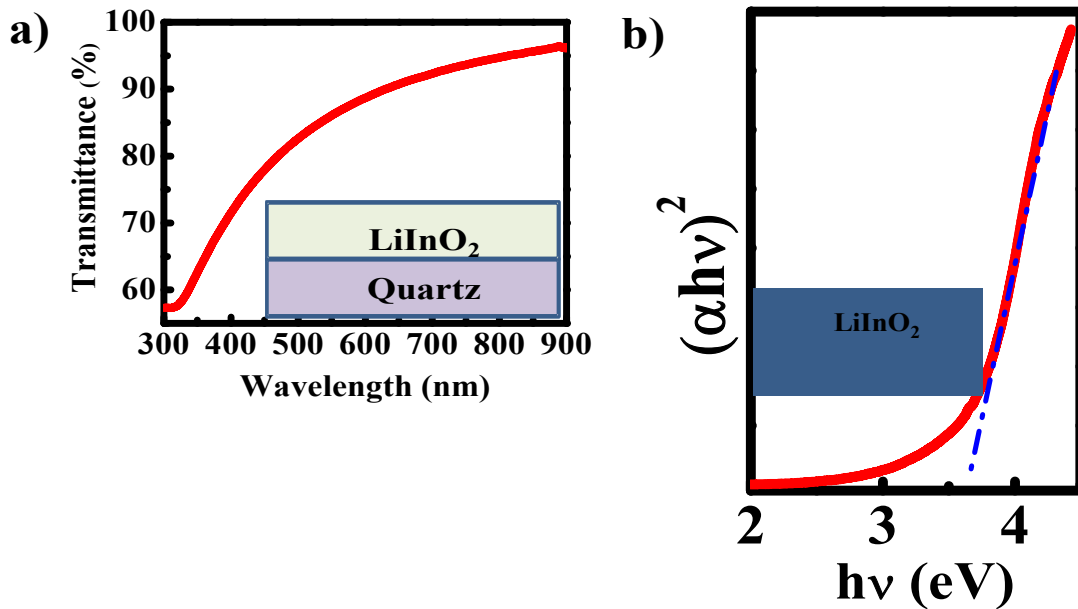 a)
Transmittance (%)
100
90
80
70
60
LiInO₂
Quartz
300 400 500 600 700 800 900
Wavelength (nm)
b)
(αhν)²
LiInO₂
2 3 4
hν (eV)